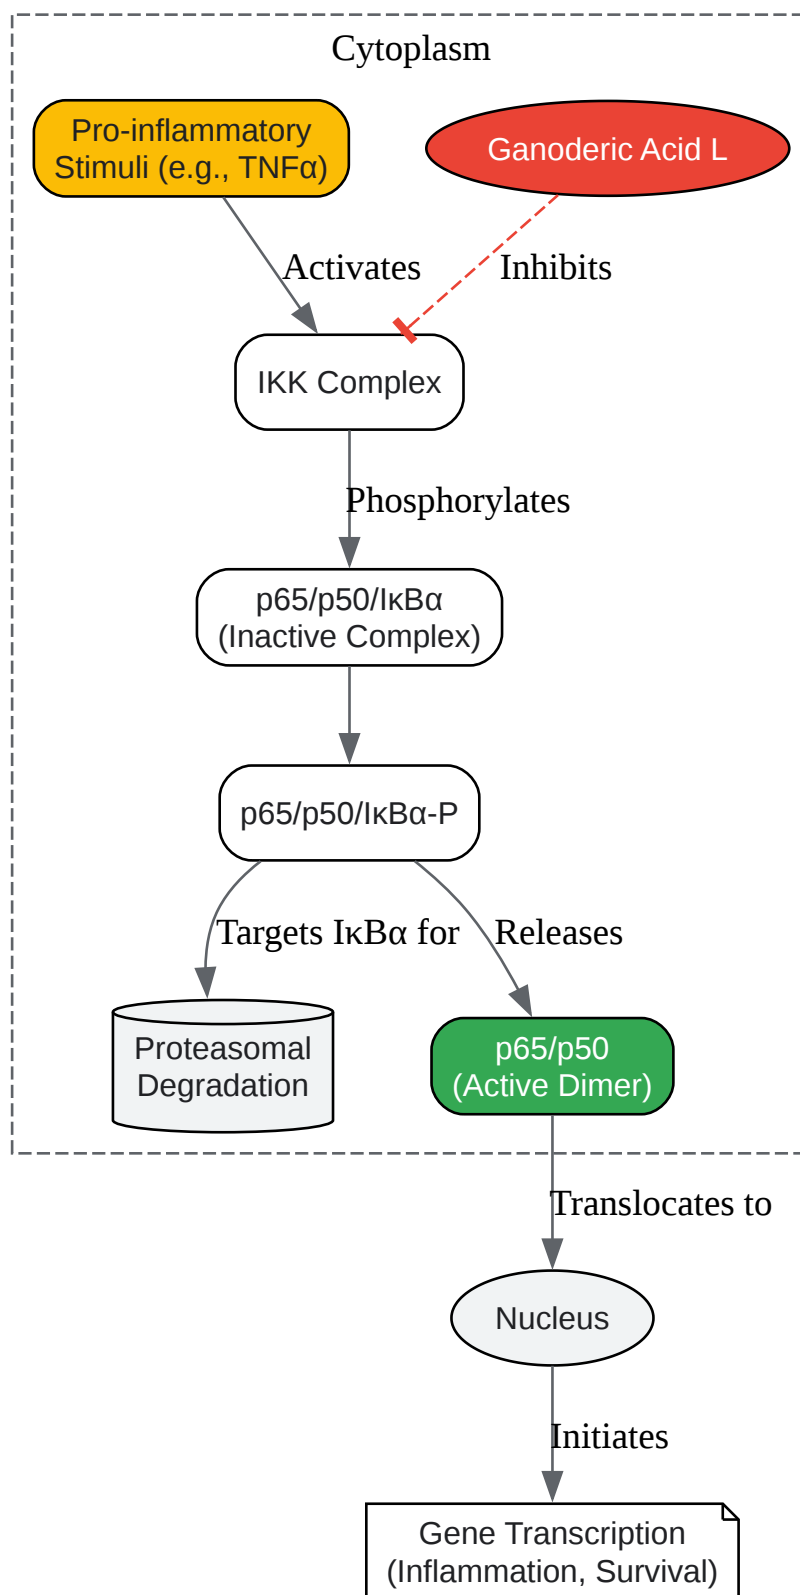 Cytoplasm
Pro-inflammatory
Stimuli (e.g., TNFα)
Ganoderic Acid L
Activates
Inhibits
IKK Complex
Phosphorylates
p65/p50/IκBα
(Inactive Complex)
p65/p50/IκBα-P
Targets IκBα for
Releases
Proteasomal
Degradation
p65/p50
(Active Dimer)
Translocates to
Nucleus
Initiates
Gene Transcription
(Inflammation, Survival)